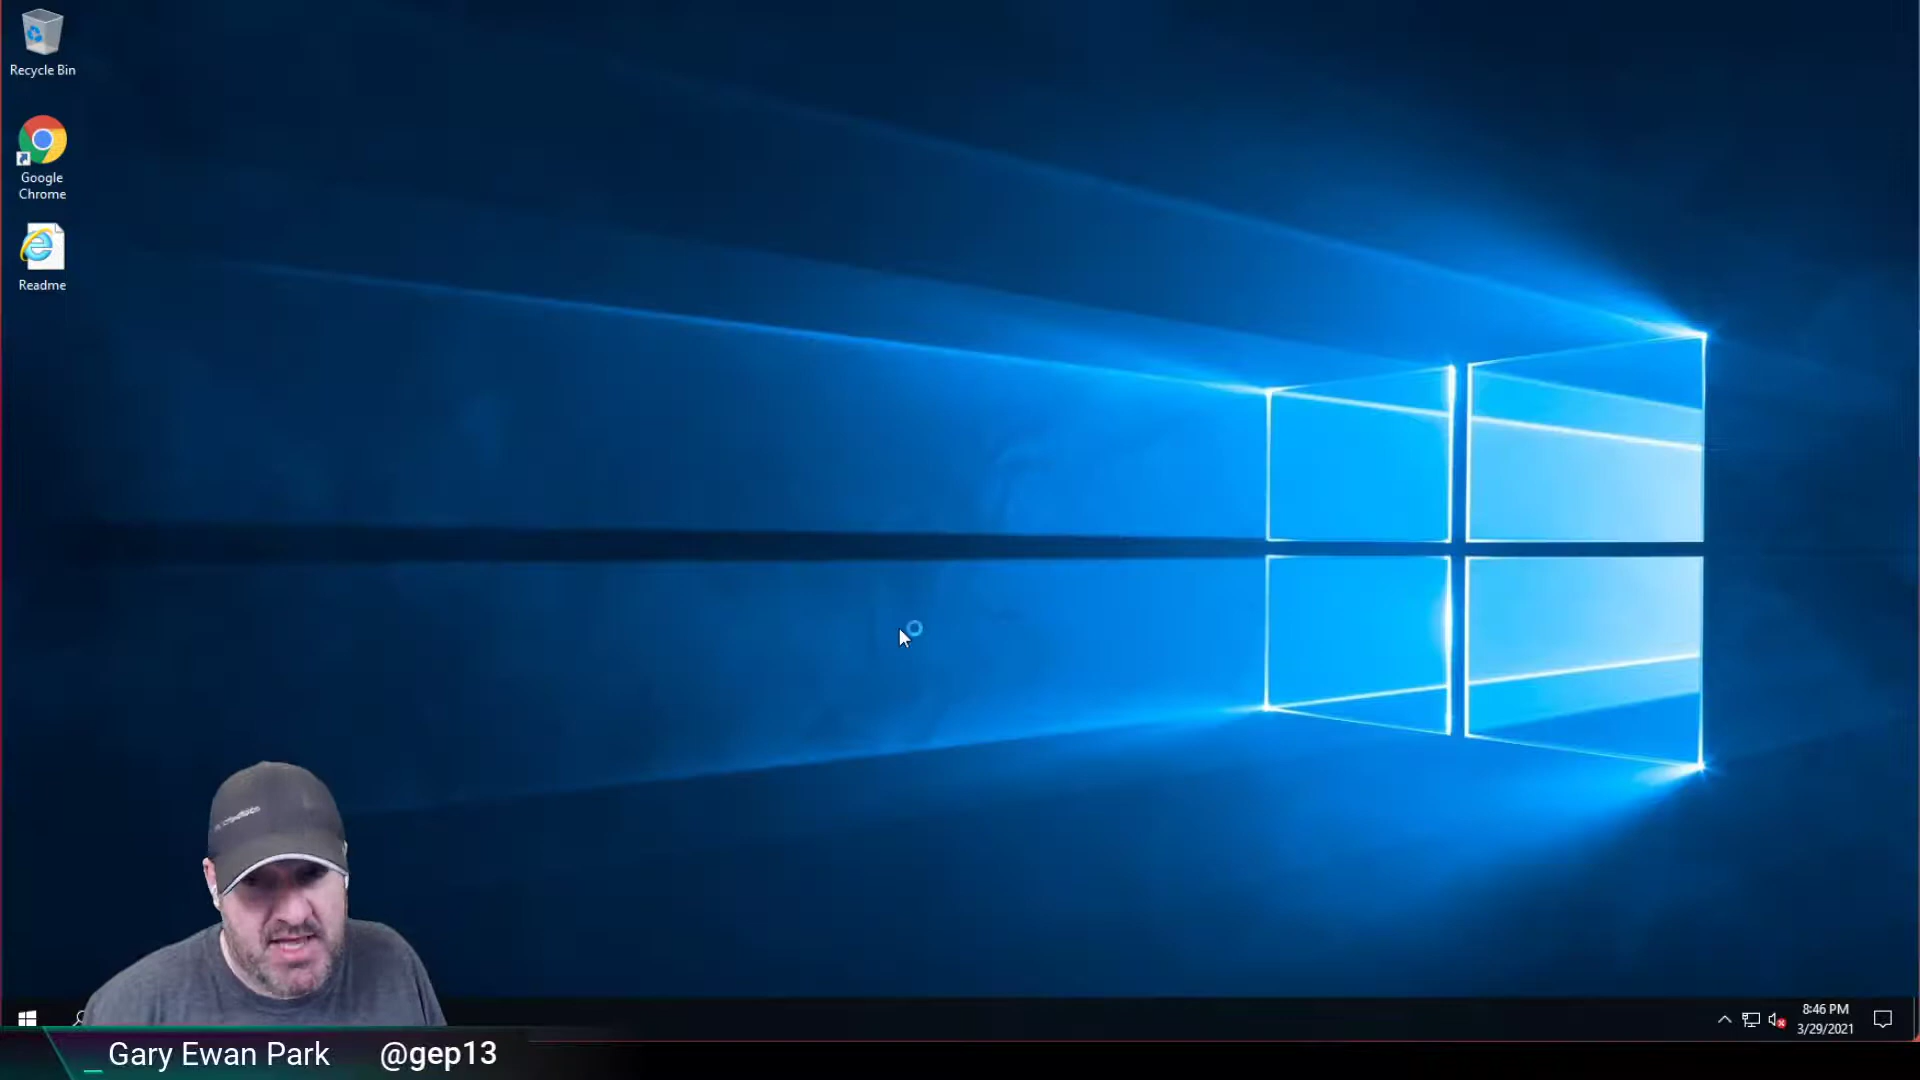 Recycle Bin
Google
Chrome
Readme
8:46 PM
3/29/2021
_ Gary Ewan Park @gep13